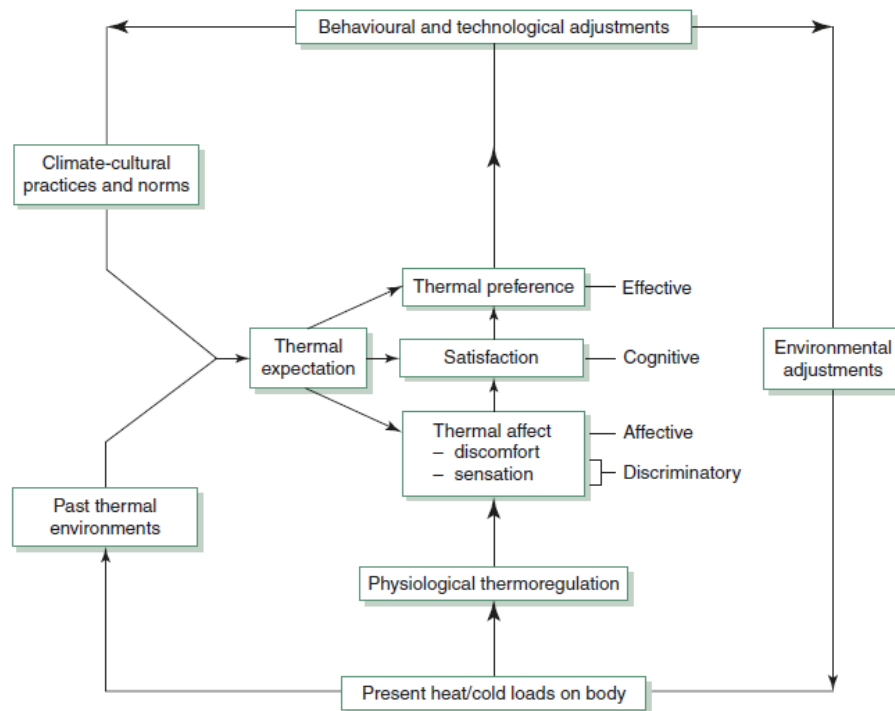 Behavioural and technological adjustments
Climate-cultural
practices and norms
Thermal preference
Effective
Thermal
expectation
Satisfaction
Cognitive
Environmental
adjustments
Thermal affect
– discomfort
– sensation
Affective
Discriminatory
Past thermal
environments
Physiological thermoregulation
Present heat/cold loads on body